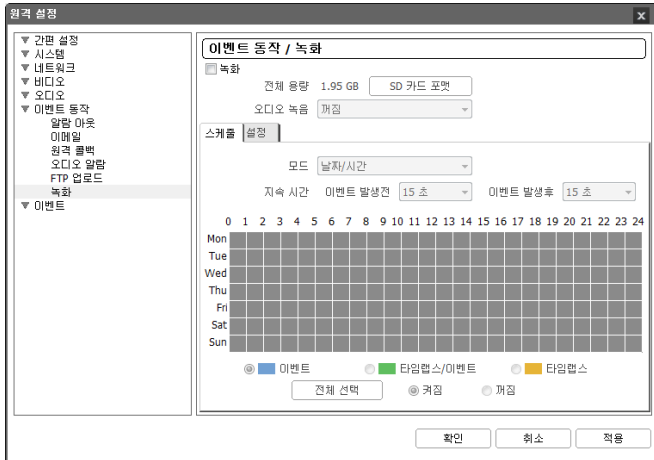 원격 설정
x
▼ 간편 설정
▼ 시스템
▼ 네트워크
▼ 비디오
▼ 오디오
▼ 이벤트 동작
알람 아웃
이메일
원격 콜백
오디오 알람
FTP 업로드
녹화
▼ 이벤트
이벤트 동작 / 녹화
녹화
전체 용량 1.95 GB SD 카드 포맷
오디오 녹음 꺼짐
스케줄 설정
모드 날짜/시간
지속 시간 이벤트 발생전 15 초 이벤트 발생후 15 초
0 1 2 3 4 5 6 7 8 9 10 11 12 13 14 15 16 17 18 19 20 21 22 23 24
Mon
Tue
Wed
Thu
Fri
Sat
Sun
이벤트 타임랩스/이벤트 타임랩스
전체 선택 켜짐 꺼짐
확인 취소 적용